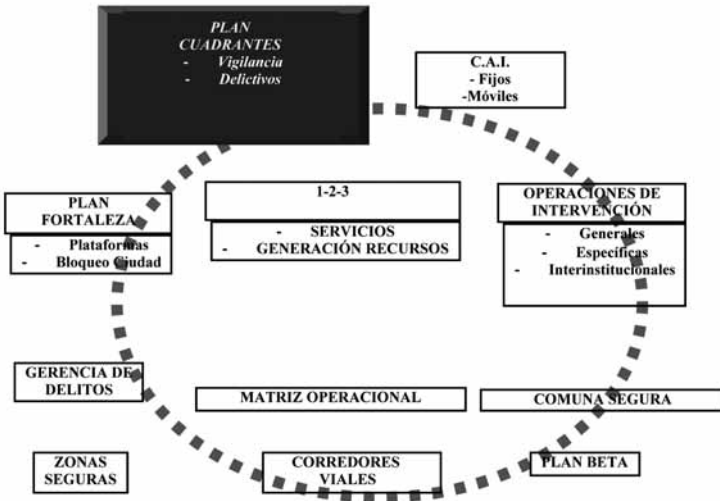 PLAN
CUADRANTES
- Vigilancia
- Delictivos
C.A.I.
- Fijos
-Móviles
PLAN
FORTALEZA
- Plataformas
- Bloqueo Ciudad
1-2-3
- SERVICIOS
- GENERACIÓN RECURSOS
OPERACIONES DE
INTERVENCIÓN
- Generales
- Específicas
- Interinstitucionales
GERENCIA DE
DELITOS
MATRIZ OPERACIONAL
COMUNA SEGURA
ZONAS
SEGURAS
CORREDORES
VIALES
PLAN BETA